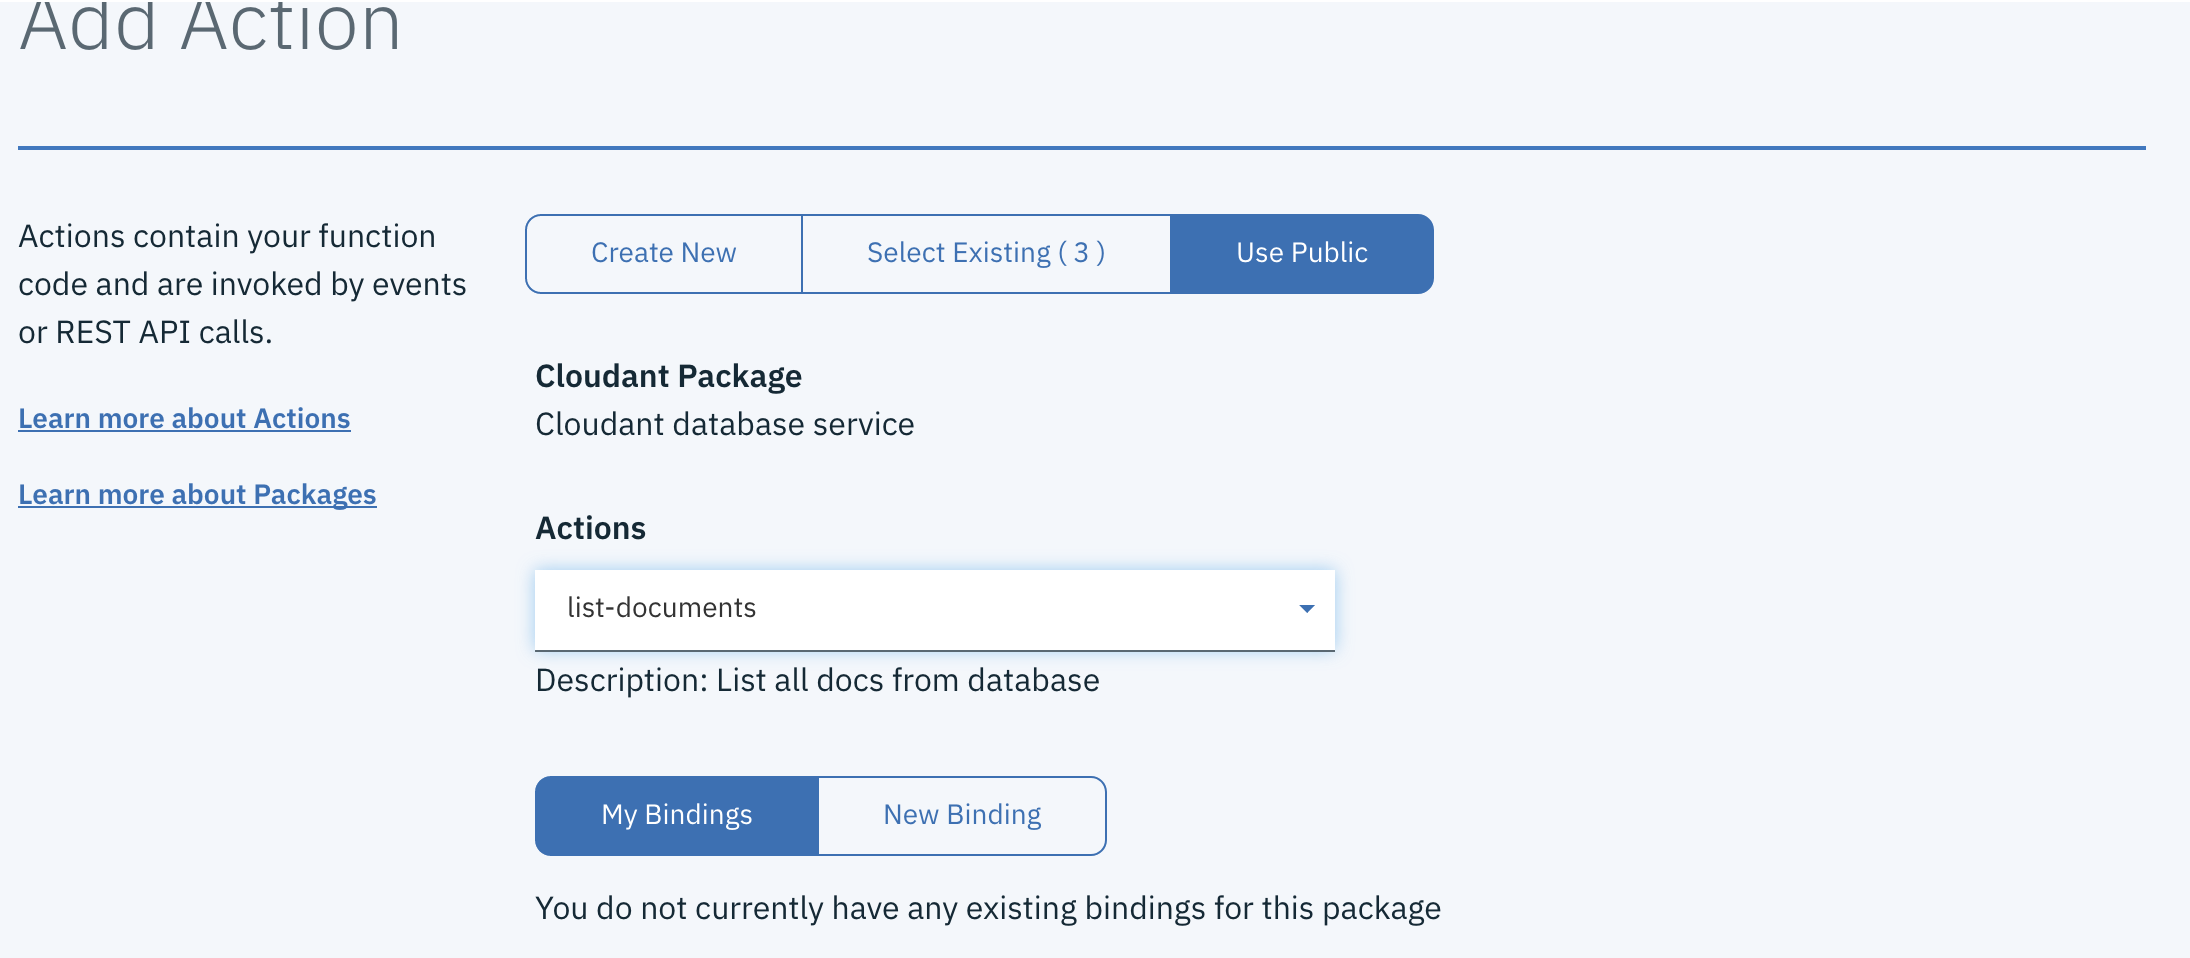 Add Action
Actions contain your function
code and are invoked by events
or REST API calls.
Learn more about Actions
Learn more about Packages
Create New
Select Existing ( 3 )
Use Public
Cloudant Package
Cloudant database service
Actions
list-documents
Description: List all docs from database
My Bindings
New Binding
You do not currently have any existing bindings for this package